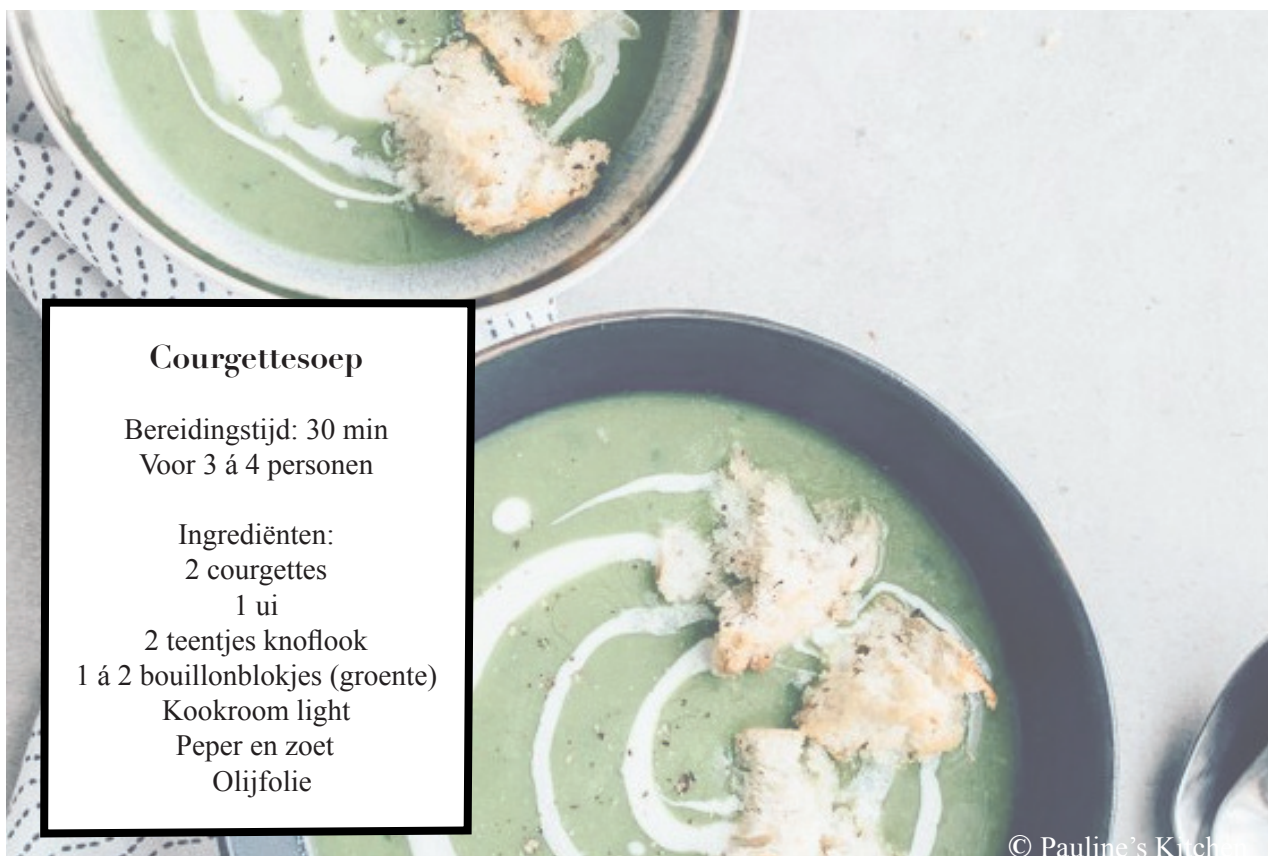 Courgettesoep
Bereidingstijd: 30 min
Voor 3 á 4 personen
Ingrediënten:
2 courgettes
1 ui
2 teentjes knoflook
1 á 2 bouillonblokjes (groente)
Kookroom light
Peper en zoet
Olijfolie
© Pauline's Kitchen